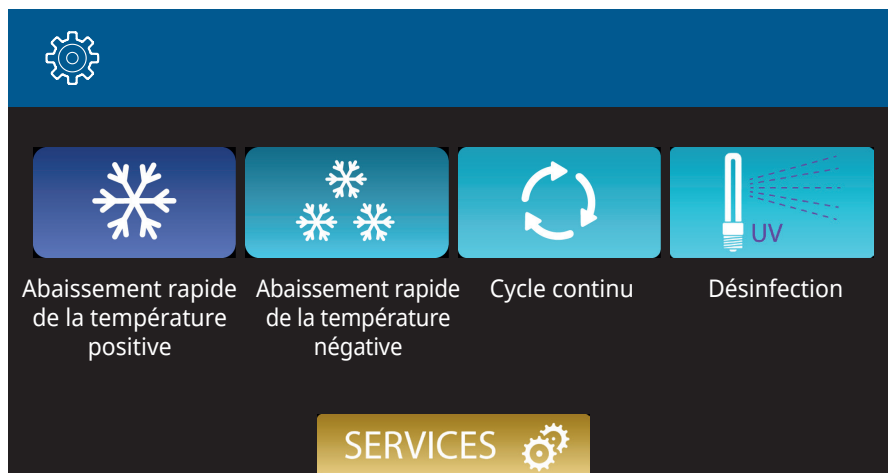 UV
Abaissement rapide
de la température
positive
Abaissement rapide
de la température
négative
Cycle continu
Désinfection
SERVICES